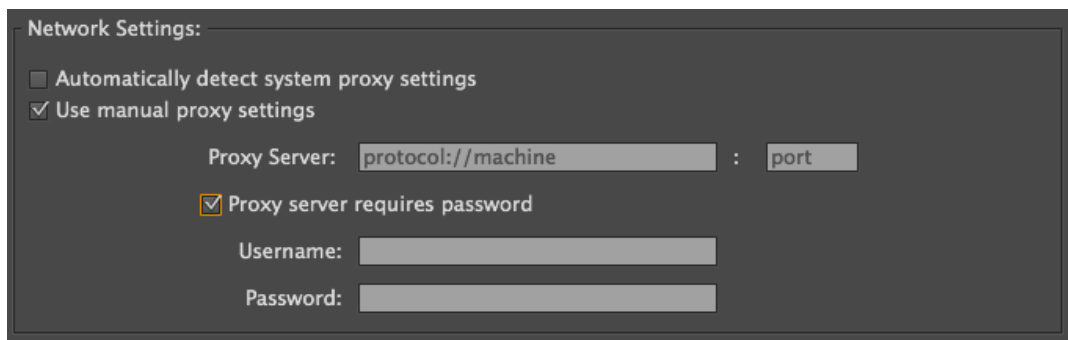 Network Settings:
Automatically detect system proxy settings
Use manual proxy settings
Proxy Server: protocol://machine : port
Proxy server requires password
Username:
Password: